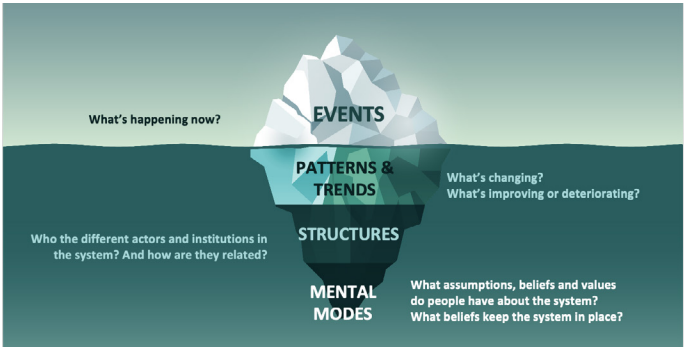 EVENTS
What's happening now?
PATTERNS &
TRENDS
What's changing?
What's improving or deteriorating?
STRUCTURES
Who the different actors and institutions in
the system? And how are they related?
MENTAL
MODES
What assumptions, beliefs and values
do people have about the system?
What beliefs keep the system in place?